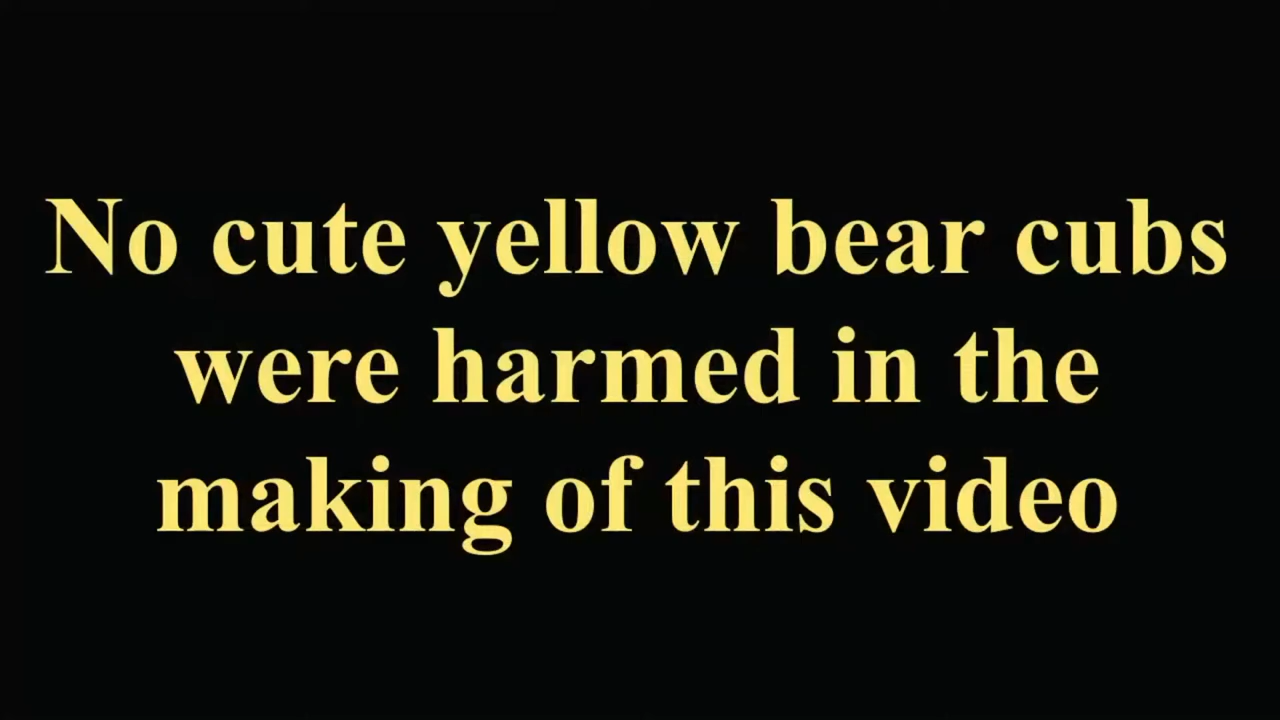 No cute yellow bear cubs
were harmed in the
making of this video